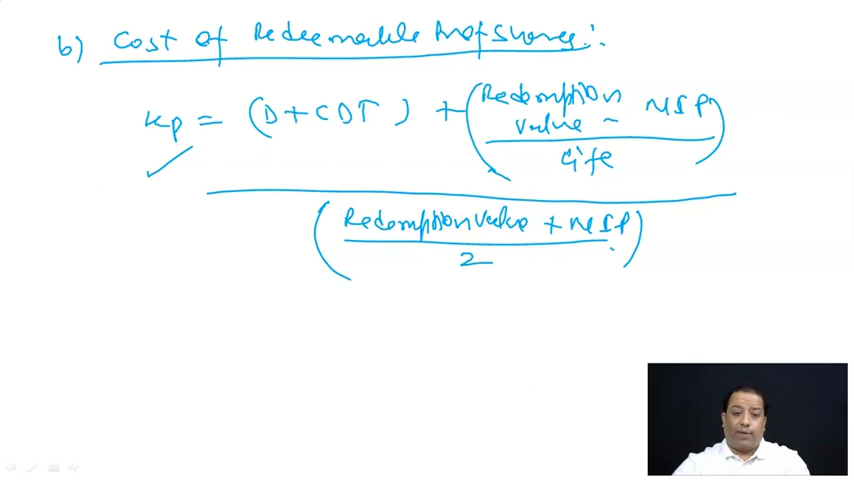 b) Cost of Redeemable Pref shares :
Kp = (D + CDT) + (Redemption value - NSP / Life)
(Redemption value + NSP / 2)